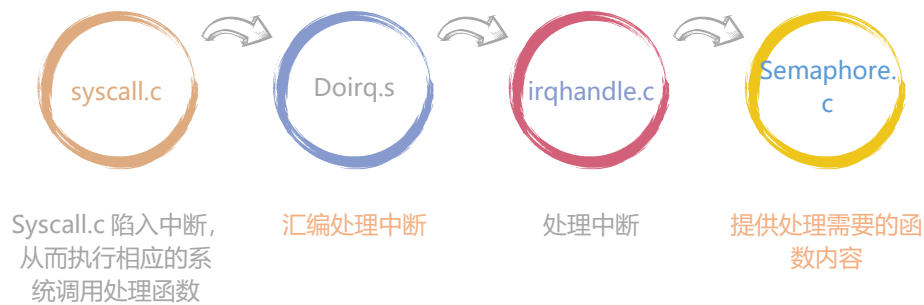 syscall.c
Doirq.s
irqhandle.c
Semaphore.
c
Syscall.c 陷入中断，
从而执行相应的系
统调用处理函数
汇编处理中断
处理中断
提供处理需要的函
数内容